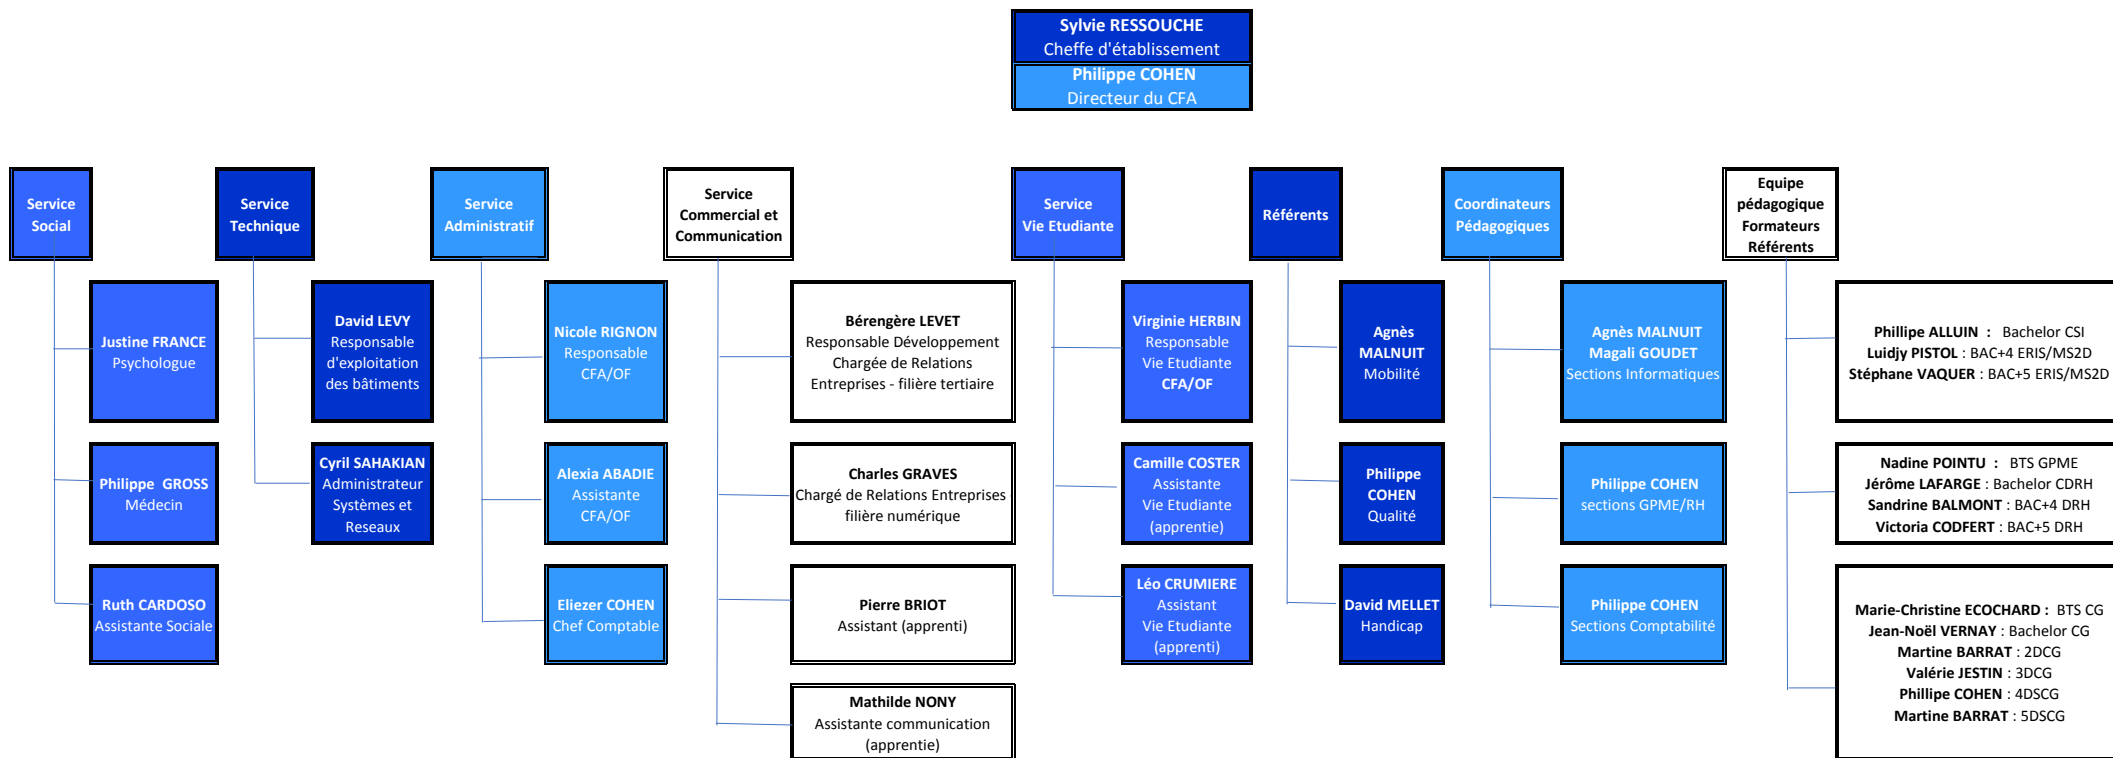 Sylvie RESSOUCHE
Cheffe d'établissement
Philippe COHEN
Directeur du CFA
Service
Social
Service
Technique
Service
Administratif
Service
Commercial et
Communication
Service
Vie Etudiante
Référents
Coordinateurs
Pédagogiques
Equipe
pédagogique
Formateurs
Référents
Justine FRANCE
Psychologue
David LEVY
Responsable
d'exploitation
des bâtiments
Nicole RIGNON
Responsable
CFA/OF
Bérengère LEVET
Responsable Développement
Chargée de Relations
Entreprises - filière tertiaire
Virginie HERBIN
Responsable
Vie Etudiante
CFA/OF
Agnès
MALNUIT
Mobilité
Agnès MALNUIT
Magali GOUDET
Sections Informatiques
Phillipe ALLUIN : Bachelor CSI
Luidjy PISTOL : BAC+4 ERIS/MS2D
Stéphane VAQUER : BAC+5 ERIS/MS2D
Philippe GROSS
Médecin
Cyril SAHAKIAN
Administrateur
Systèmes et
Reseaux
Alexia ABADIE
Assistante
CFA/OF
Charles GRAVES
Chargé de Relations Entreprises -
filière numérique
Camille COSTER
Assistante
Vie Etudiante
(apprentie)
Philippe
COHEN
Qualité
Philippe COHEN
sections GPME/RH
Nadine POINTU : BTS GPME
Jérôme LAFARGE : Bachelor CDRH
Sandrine BALMONT : BAC+4 DRH
Victoria CODFERT : BAC+5 DRH
Ruth CARDOSO
Assistante Sociale
Eliezer COHEN
Chef Comptable
Pierre BRIOT
Assistant (apprenti)
Léo CRUMIERE
Assistant
Vie Etudiante
(apprenti)
David MELLET
Handicap
Philippe COHEN
Sections Comptabilité
Marie-Christine ECOCHARD : BTS CG
Jean-Noël VERNAY : Bachelor CG
Martine BARRAT : 2DCG
Valérie JESTIN : 3DCG
Phillipe COHEN : 4DSCG
Martine BARRAT : 5DSCG
Mathilde NONY
Assistante communication
(apprentie)